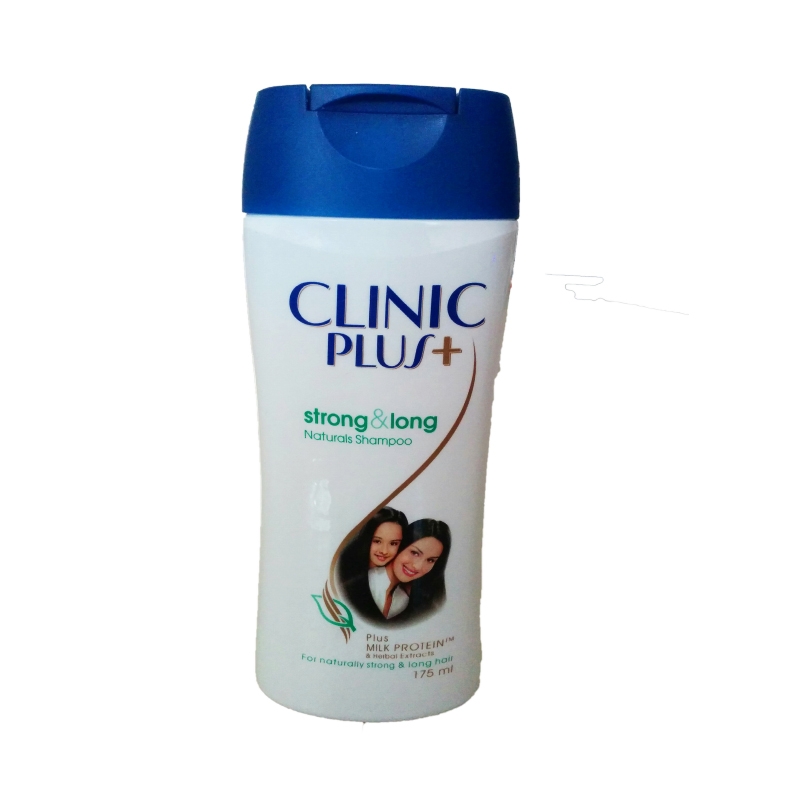 CLINIC
PLUS+
strong&long
Naturals Shampoo
Plus
MILK PROTEIN™
& Herbal Extracts
For naturally strong & long hair
175 ml